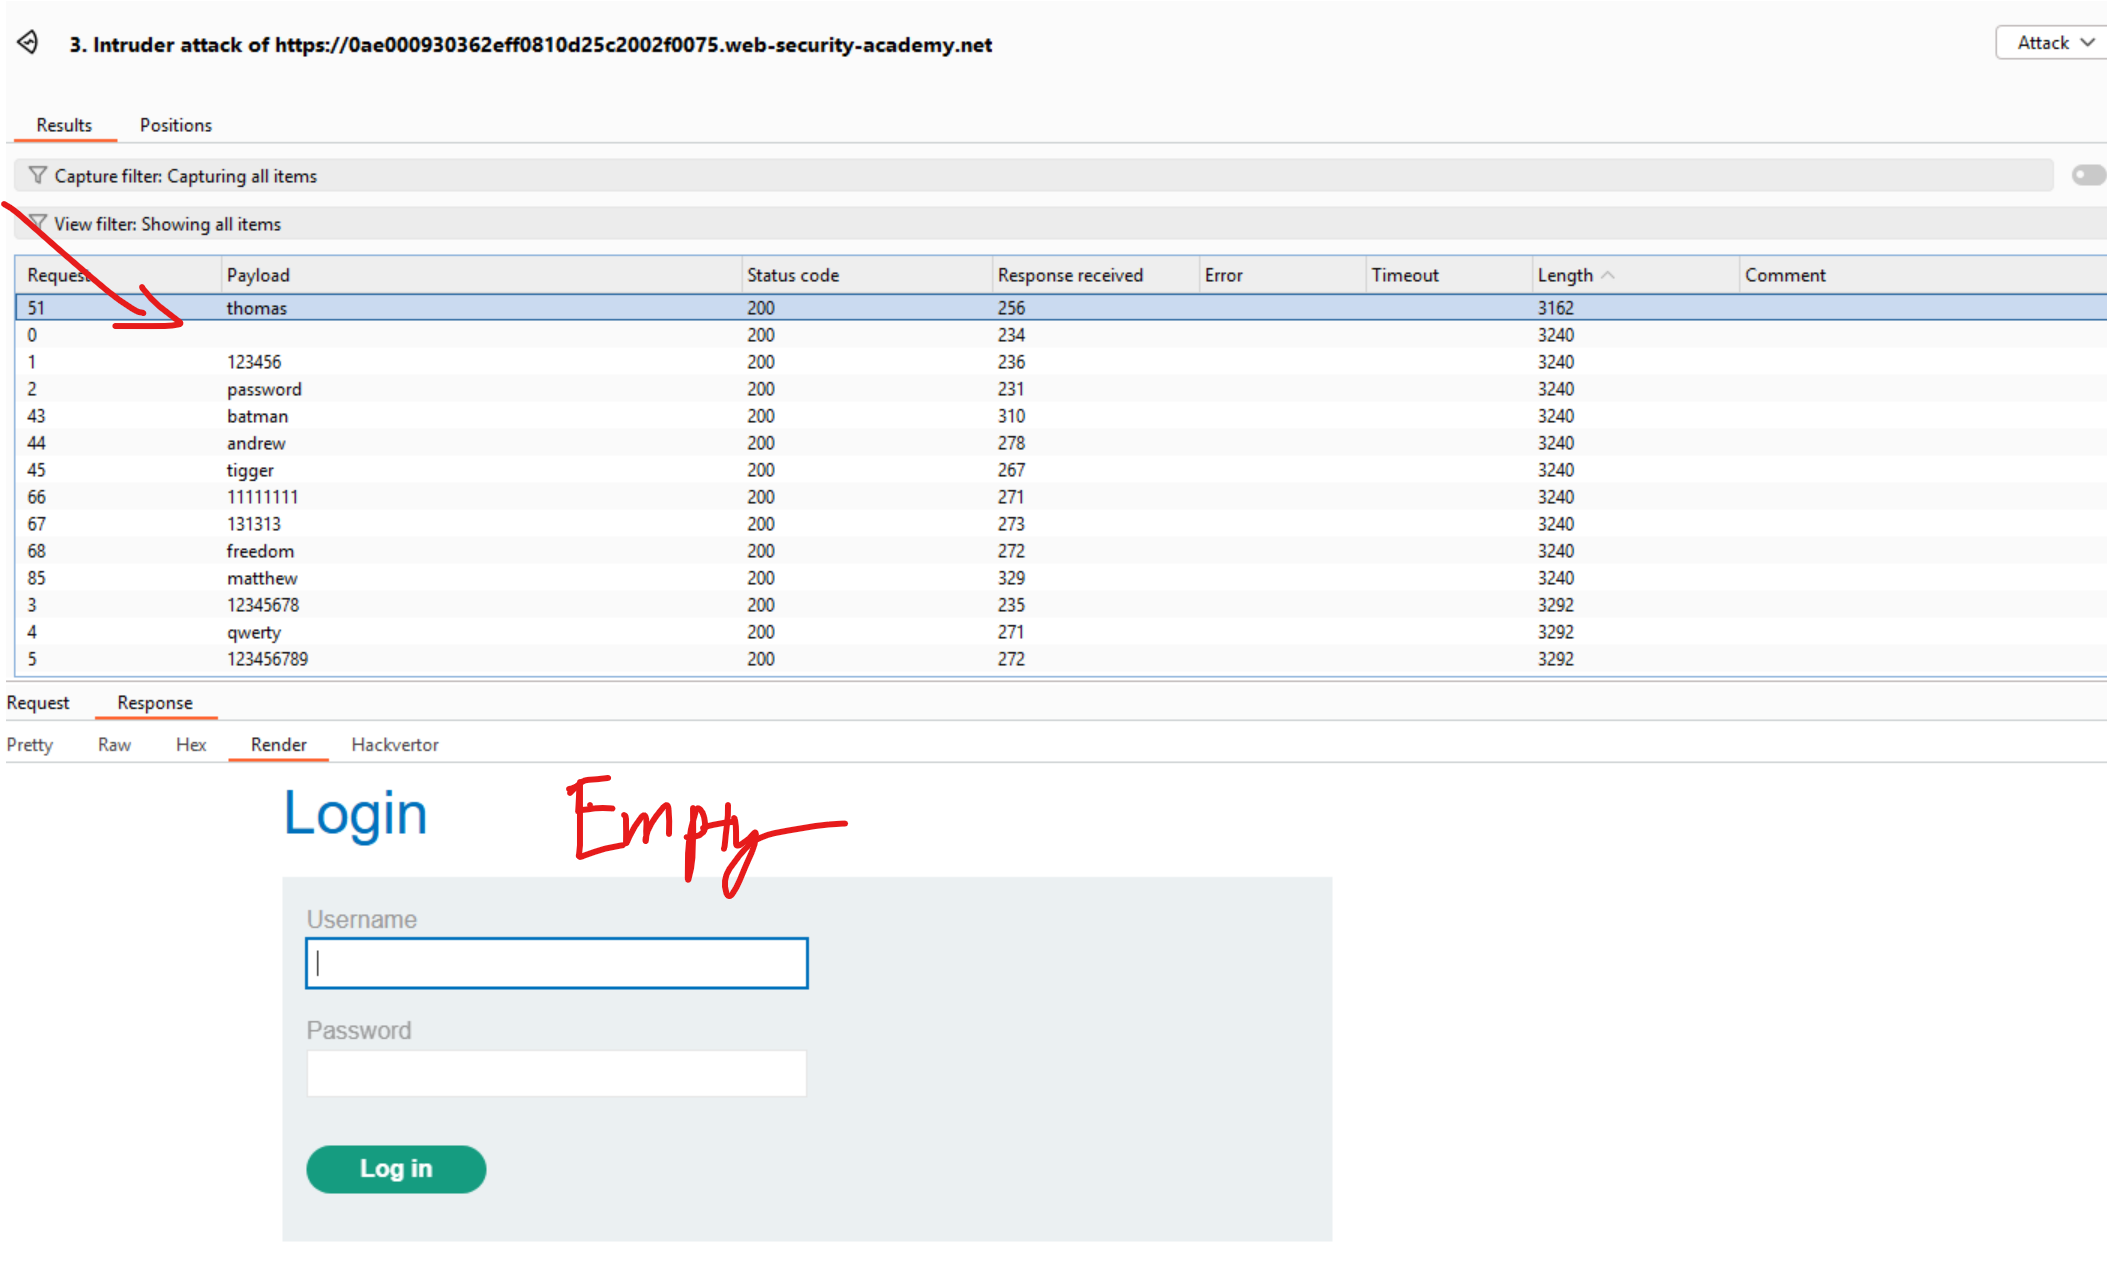 3. Intruder attack of https://0ae000930362eff0810d25c2002f0075.web-security-academy.net
Attack
Results Positions
Capture filter: Capturing all items
View filter: Showing all items
Request Payload Status code Response received Error Timeout Length Comment
51 thomas 200 256 3162
0 200 234 3240
1 123456 200 236 3240
2 password 200 231 3240
43 batman 200 310 3240
44 andrew 200 278 3240
45 tigger 200 267 3240
66 11111111 200 271 3240
67 131313 200 273 3240
68 freedom 200 272 3240
85 matthew 200 329 3240
3 12345678 200 235 3292
4 qwerty 200 271 3292
5 123456789 200 272 3292
Request Response
Pretty Raw Hex Render Hackvertor
Login Empty
Username
Password
Log in